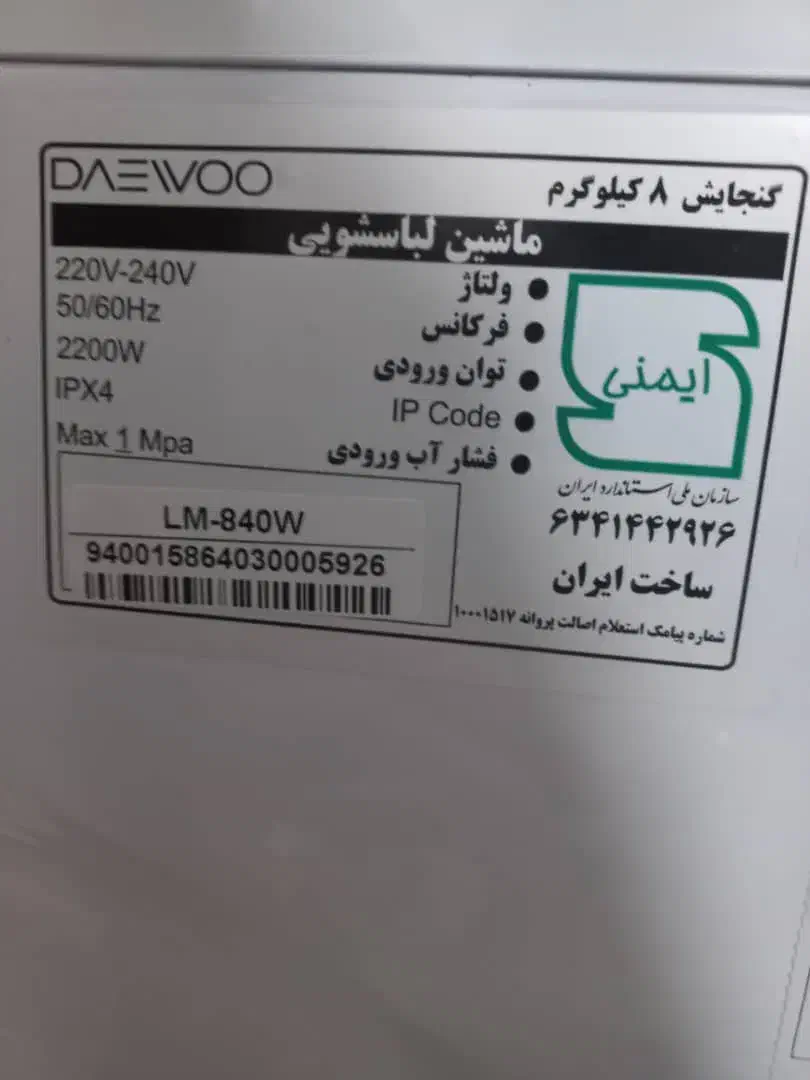 DAEWOO
گنجایش ۸ کیلوگرم
ماشین لباسشویی
ولتاژ 220V-240V
فرکانس 50/60Hz
توان ورودی 2200W
IP Code IPX4
فشار آب ورودی Max 1 Mpa
ایمنی
سازمان ملی استاندارد ایران
۶۳۴۱۴۴۲۹۲۶
ساخت ایران
شماره پیامک استعلام اصالت پروانه ۱۰۰۰۱۵۱۷
LM-840W
940015864030005926